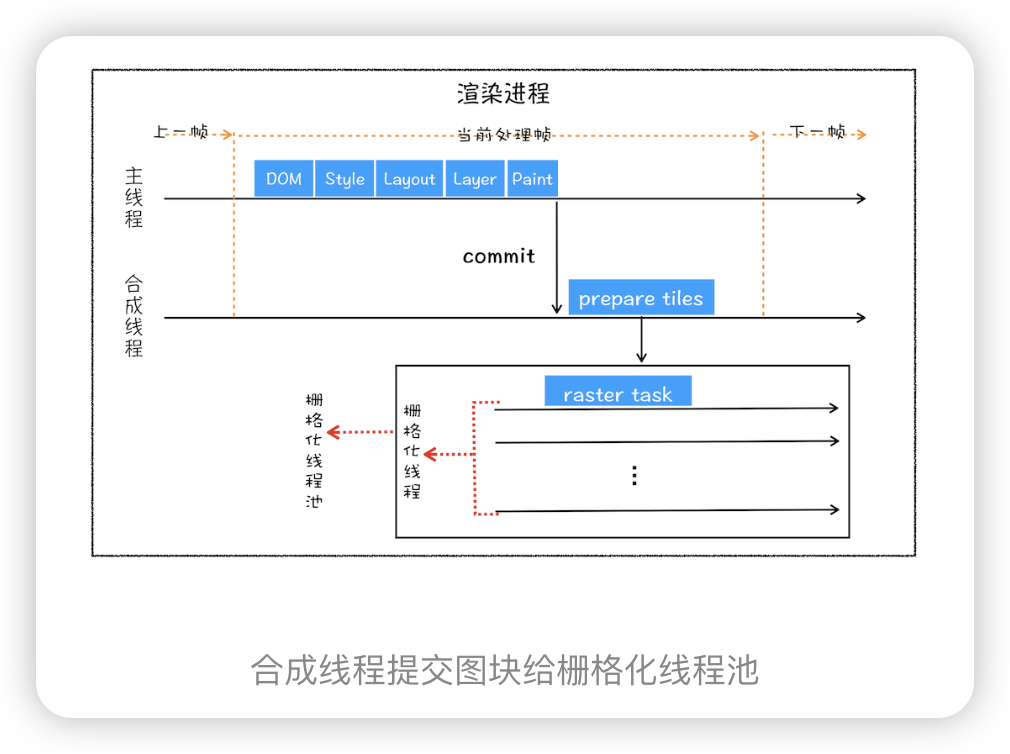 渲染进程
上一帧 当前处理帧 下一帧
主线程
DOM Style Layout Layer Paint
commit
合成线程
prepare tiles
raster task
栅格化线程池
栅格化线程
⋮
合成线程提交图块给栅格化线程池